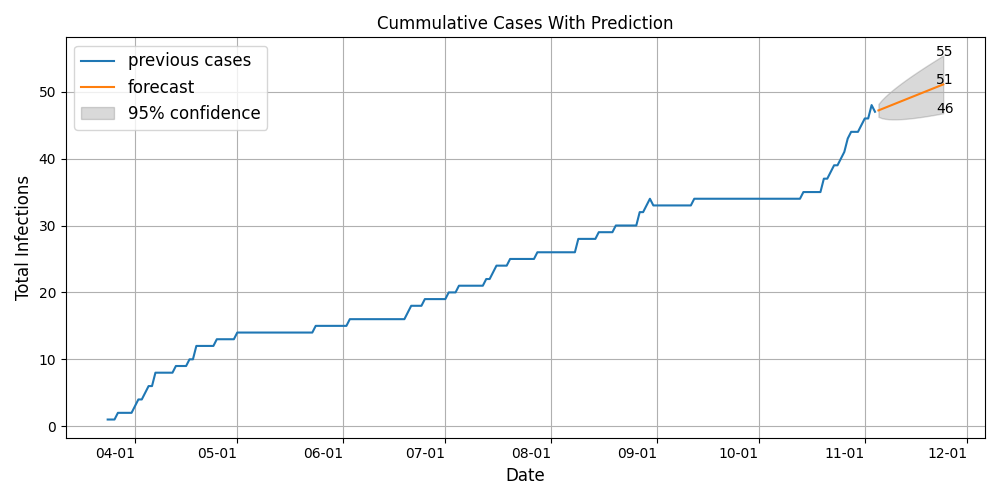 Cummulative Cases With Prediction
previous cases
forecast
95% confidence
55
51
46
Total Infections
50
40
30
20
10
0
04-01 05-01 06-01 07-01 08-01 09-01 10-01 11-01 12-01
Date